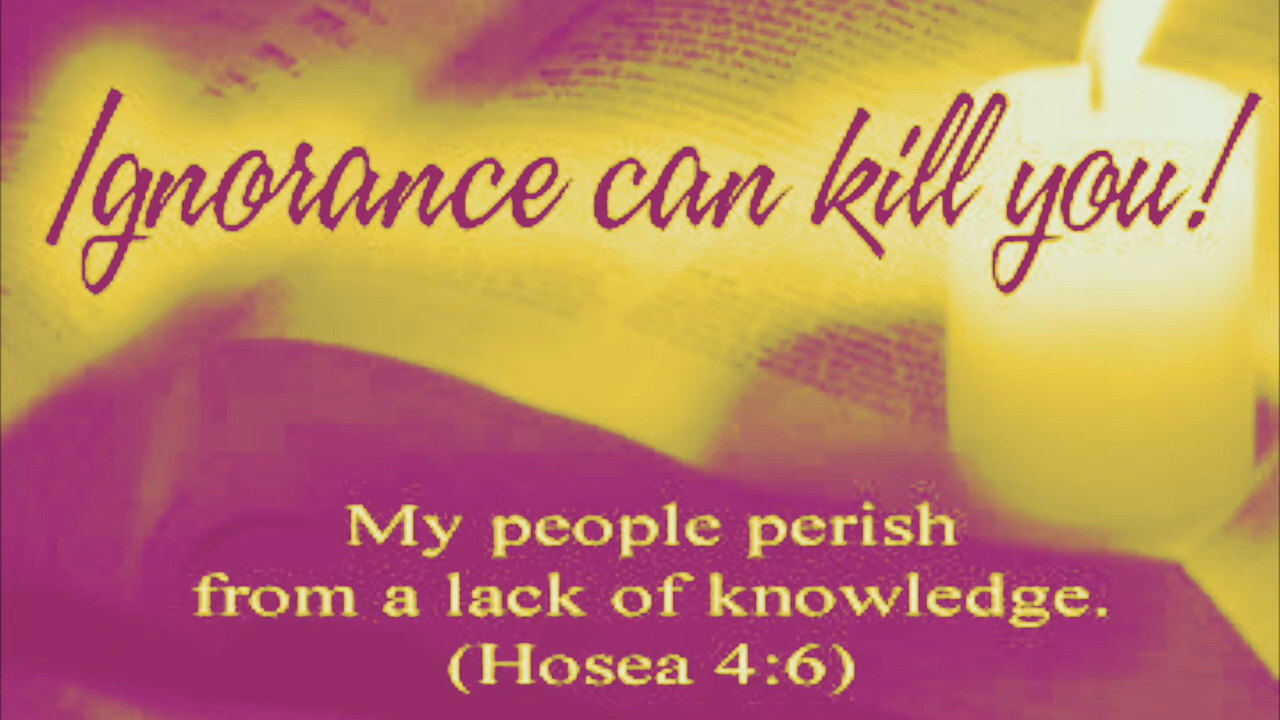 Ignorance can kill you!
My people perish
from a lack of knowledge.
(Hosea 4:6)